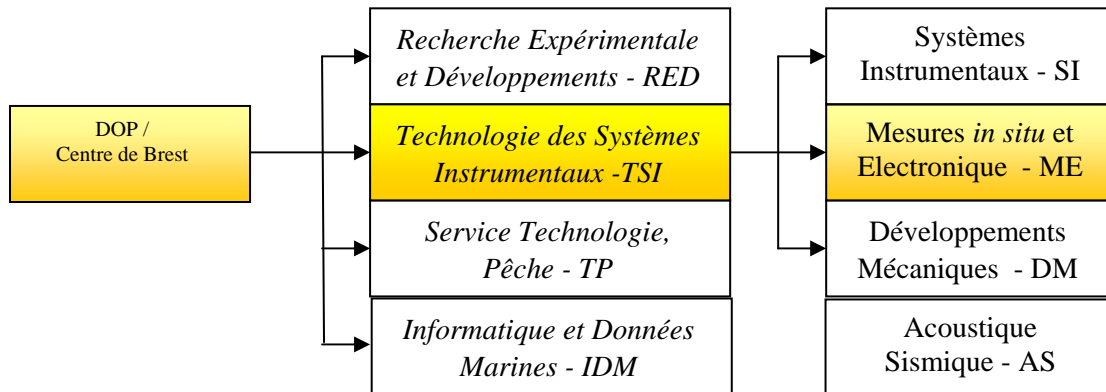 DOP /
Centre de Brest
Recherche Expérimentale
et Développements - RED
Technologie des Systèmes
Instrumentaux -TSI
Service Technologie,
Pêche - TP
Informatique et Données
Marines - IDM
Systèmes
Instrumentaux - SI
Mesures in situ et
Electronique - ME
Développements
Mécaniques - DM
Acoustique
Sismique - AS